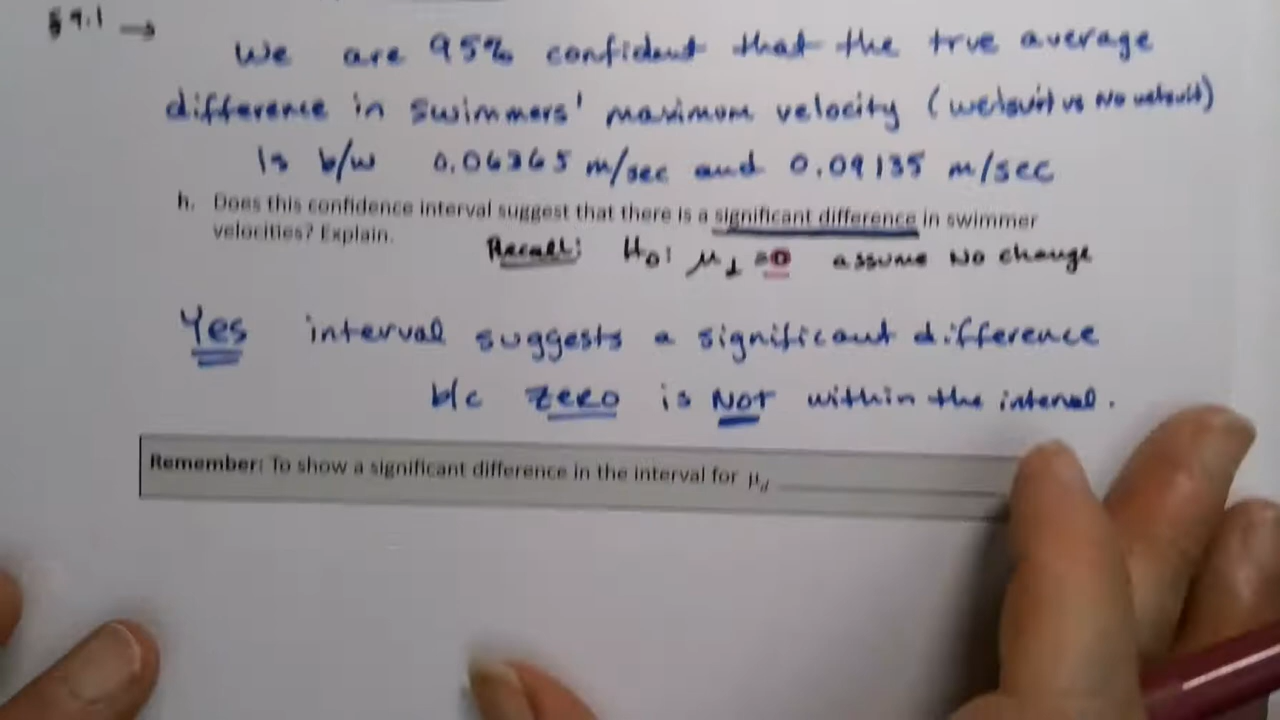 §9.1 →
We are 95% confident that the true average
difference in swimmers' maximum velocity (wetsuit vs No wetsuit)
Is b/w 0.06365 m/sec and 0.09135 m/sec
h. Does this confidence interval suggest that there is a significant difference in swimmer
velocities? Explain.
Recall: H₀: μd = 0 assume No change
Yes interval suggests a significant difference
b/c zero is NOT within the interval.
Remember: To show a significant difference in the interval for μd ____________________